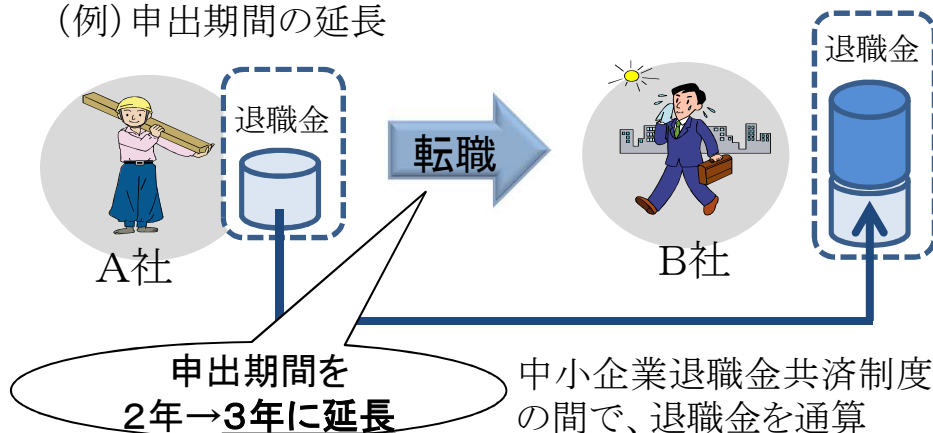 (例)申出期間の延長
退職金
退職金
転職
A社
B社
申出期間を
2年→3年に延長
中小企業退職金共済制度
の間で、退職金を通算